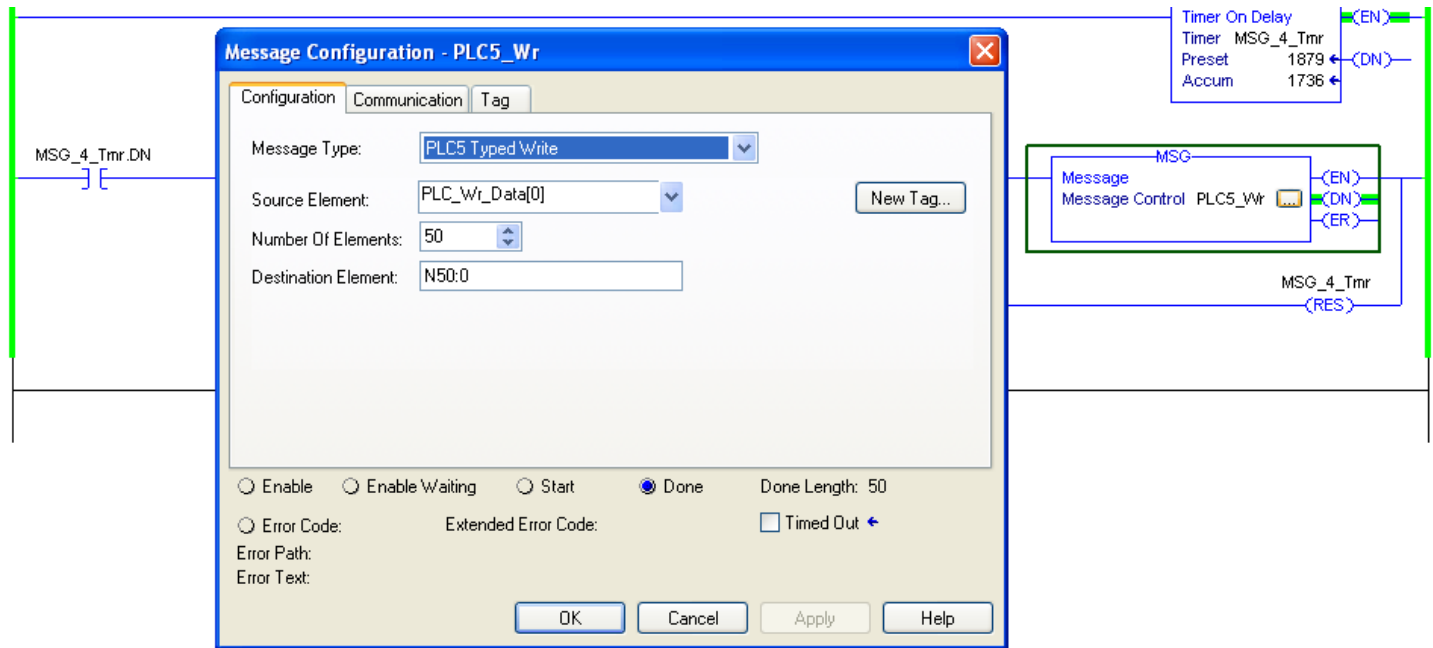 Timer On Delay (EN)
Timer MSG_4_Tmr
Preset 1879 (DN)
Accum 1736
Message Configuration - PLC5_Wr
Configuration Communication Tag
Message Type: PLC5 Typed Write
Source Element: PLC_Wr_Data[0] New Tag...
Number Of Elements: 50
Destination Element: N50:0
Enable Enable Waiting Start Done Done Length: 50
Error Code: Extended Error Code: Timed Out
Error Path:
Error Text:
OK Cancel Apply Help
MSG_4_Tmr.DN
MSG
Message (EN)
Message Control PLC5_Wr ... (DN)
(ER)
MSG_4_Tmr
(RES)